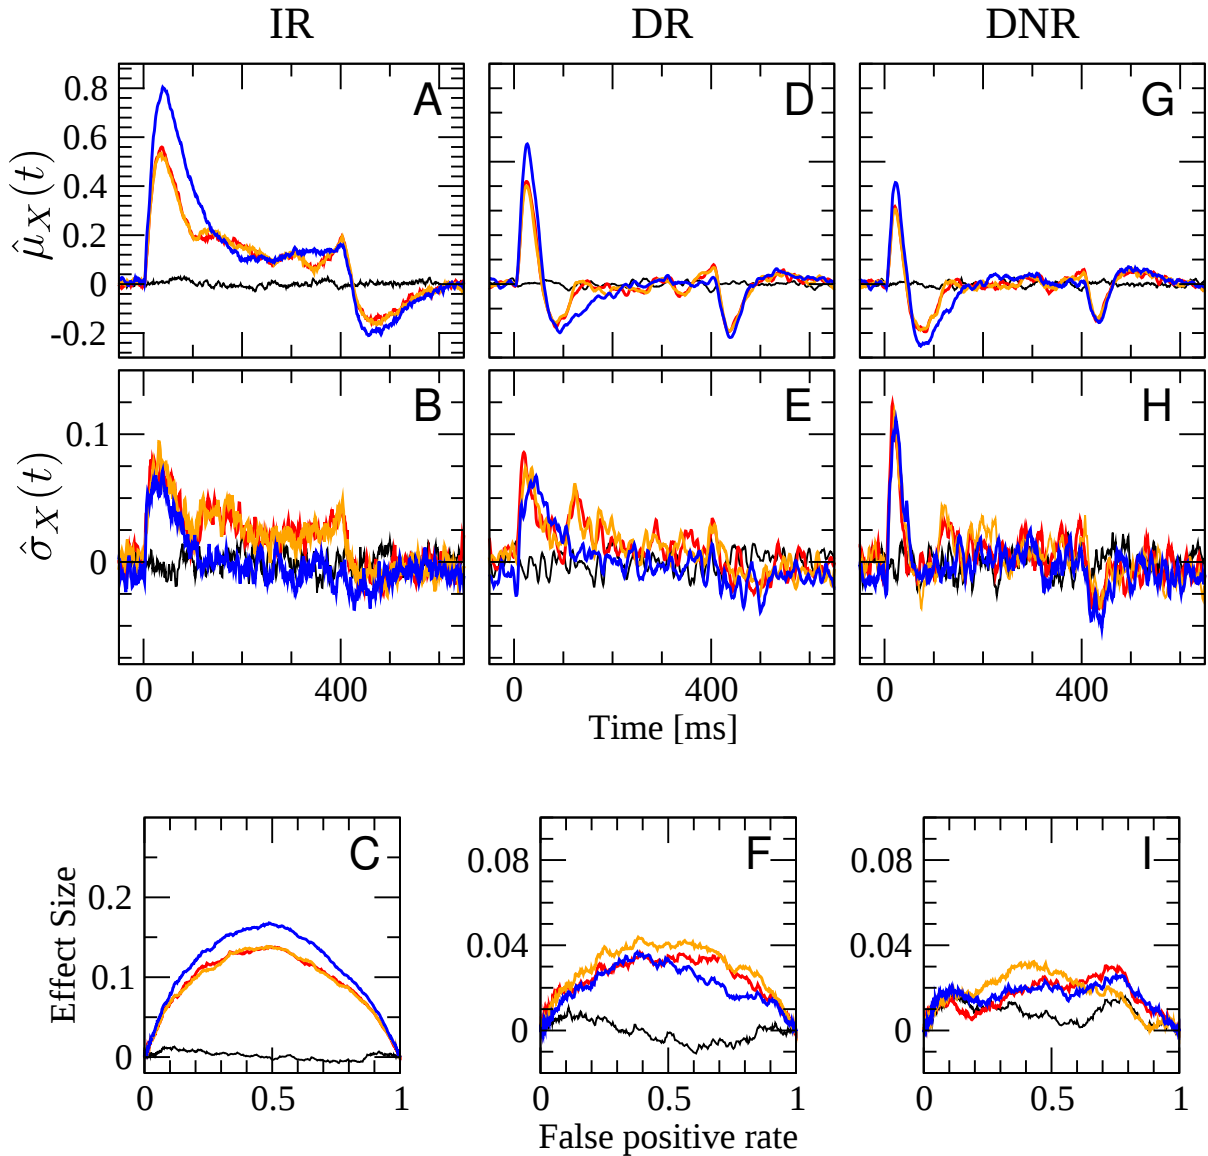 IR DR DNR
A D G
0.8
0.6
0.4
0.2
0
-0.2
μ̂_X(t)
B E H
0.1
0
σ̂_X(t)
0 400 0 400 0 400
Time [ms]
C F I
0.2
0.1
0
0.08
0.04
0
0.08
0.04
0
Effect Size
0 0.5 1 0 0.5 1 0 0.5 1
False positive rate